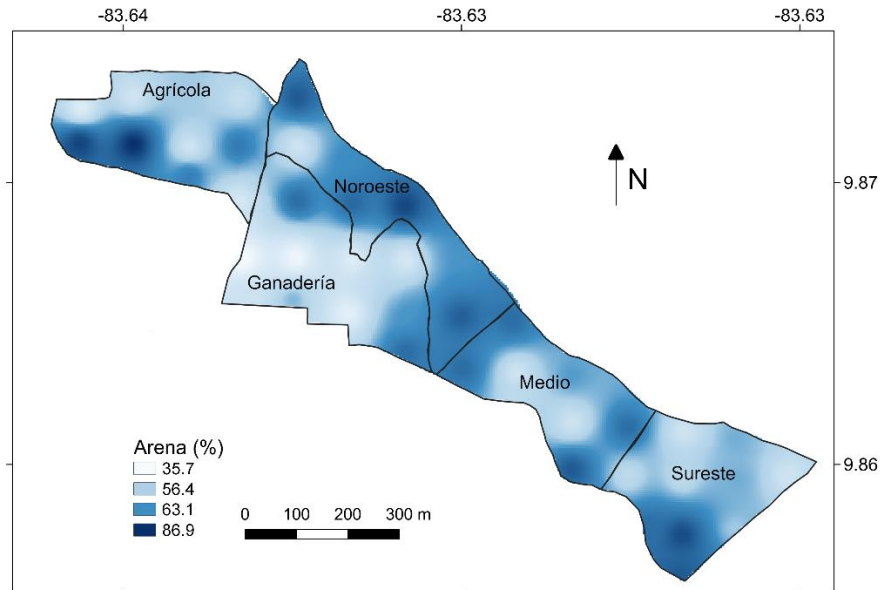 -83.64 -83.63 -83.63
Agrícola
Noroeste
N
9.87
Ganadería
Medio
Arena (%)
35.7
56.4
63.1
86.9
0 100 200 300 m
Sureste
9.86